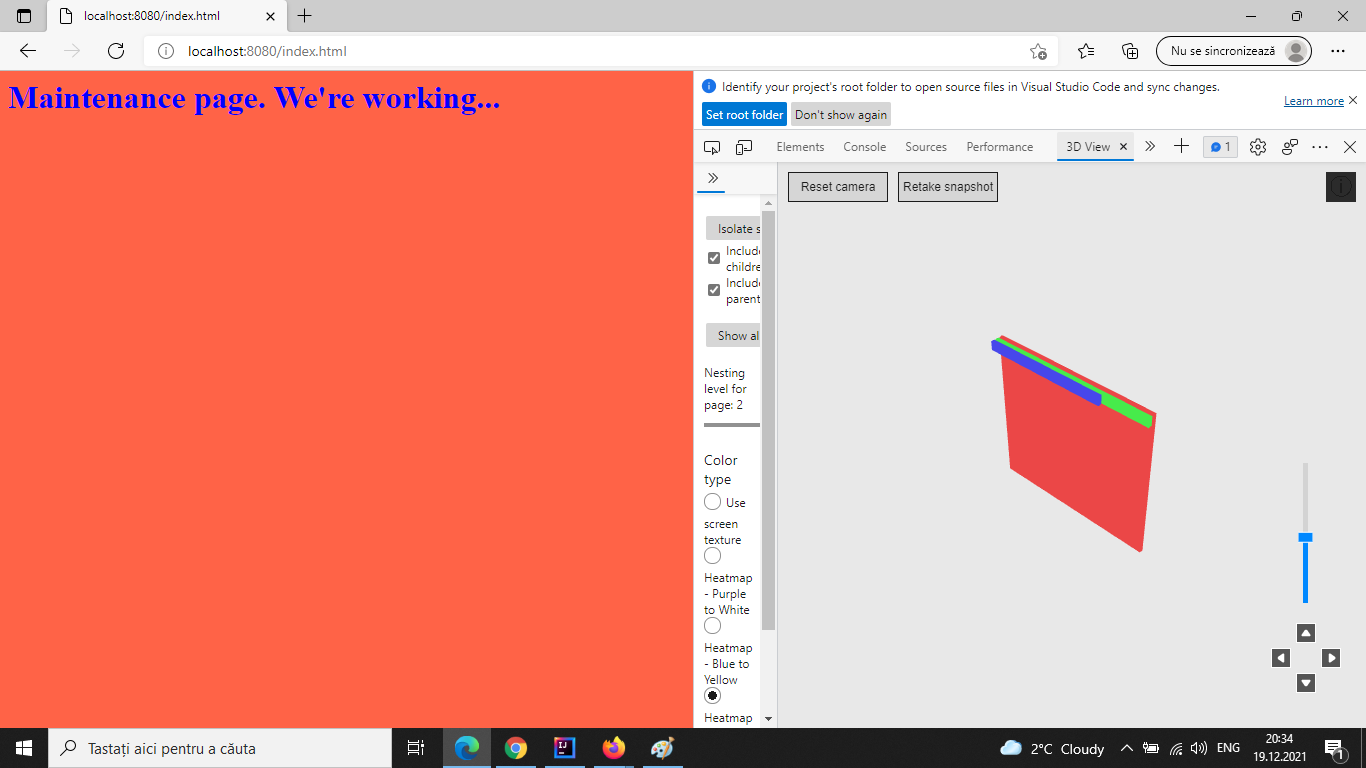 localhost:8080/index.html
localhost:8080/index.html
Nu se sincronizează
Maintenance page. We're working...
Identify your project's root folder to open source files in Visual Studio Code and sync changes.
Learn more
Set root folder
Don't show again
Elements
Console
Sources
Performance
3D View
1
Isolate s
Include
childre
Include
parent
Show al
Nesting
level for
page: 2
Color
type
Use
screen
texture
Heatmap
- Purple
to White
Heatmap
- Blue to
Yellow
Heatmap
Reset camera
Retake snapshot
Tastați aici pentru a căuta
2°C Cloudy
ENG
20:34
19.12.2021
1